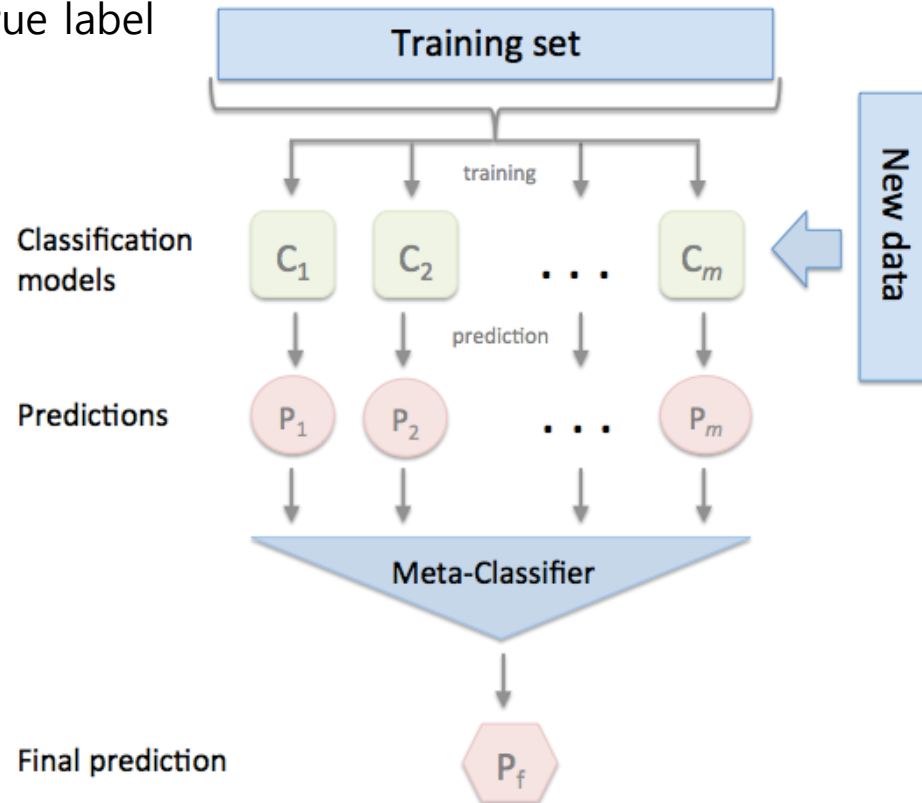 rue label
Training set
training
New data
Classification
models
C1
C2
. . .
Cm
prediction
Predictions
P1
P2
. . .
Pm
Meta-Classifier
Final prediction
Pf